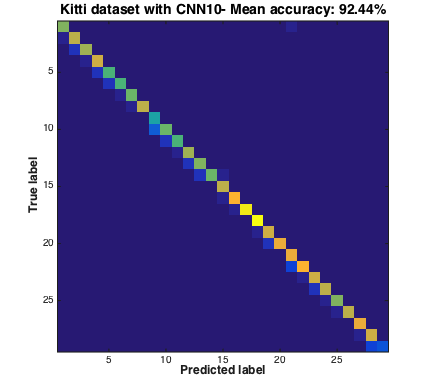 Kitti dataset with CNN10- Mean accuracy: 92.44%
True label
5
10
15
20
25
5 10 15 20 25
Predicted label